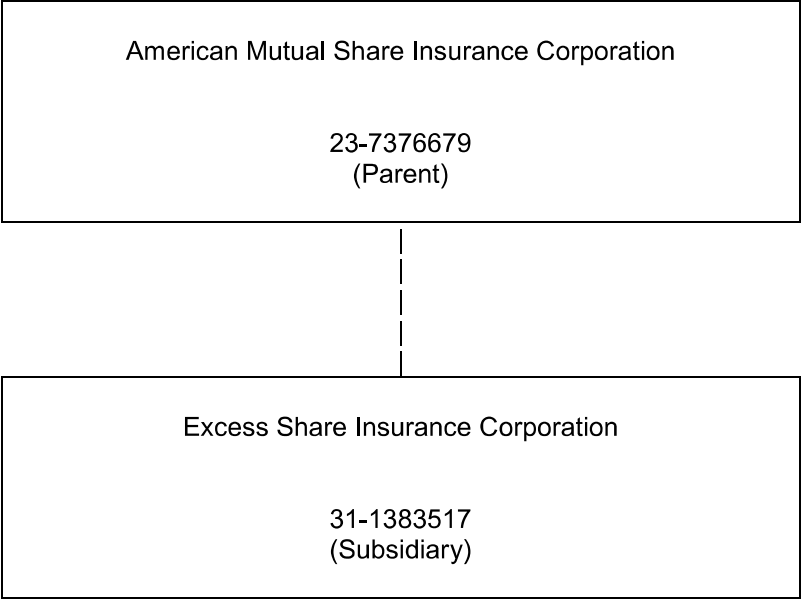 American Mutual Share Insurance Corporation
23-7376679
(Parent)
Excess Share Insurance Corporation
31-1383517
(Subsidiary)